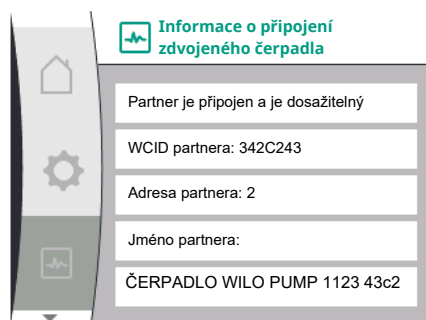 Informace o připojení
zdvojeného čerpadla
Partner je připojen a je dosažitelný
WCID partnera: 342C243
Adresa partnera: 2
Jméno partnera:
ČERPADLO WILO PUMP 1123 43c2